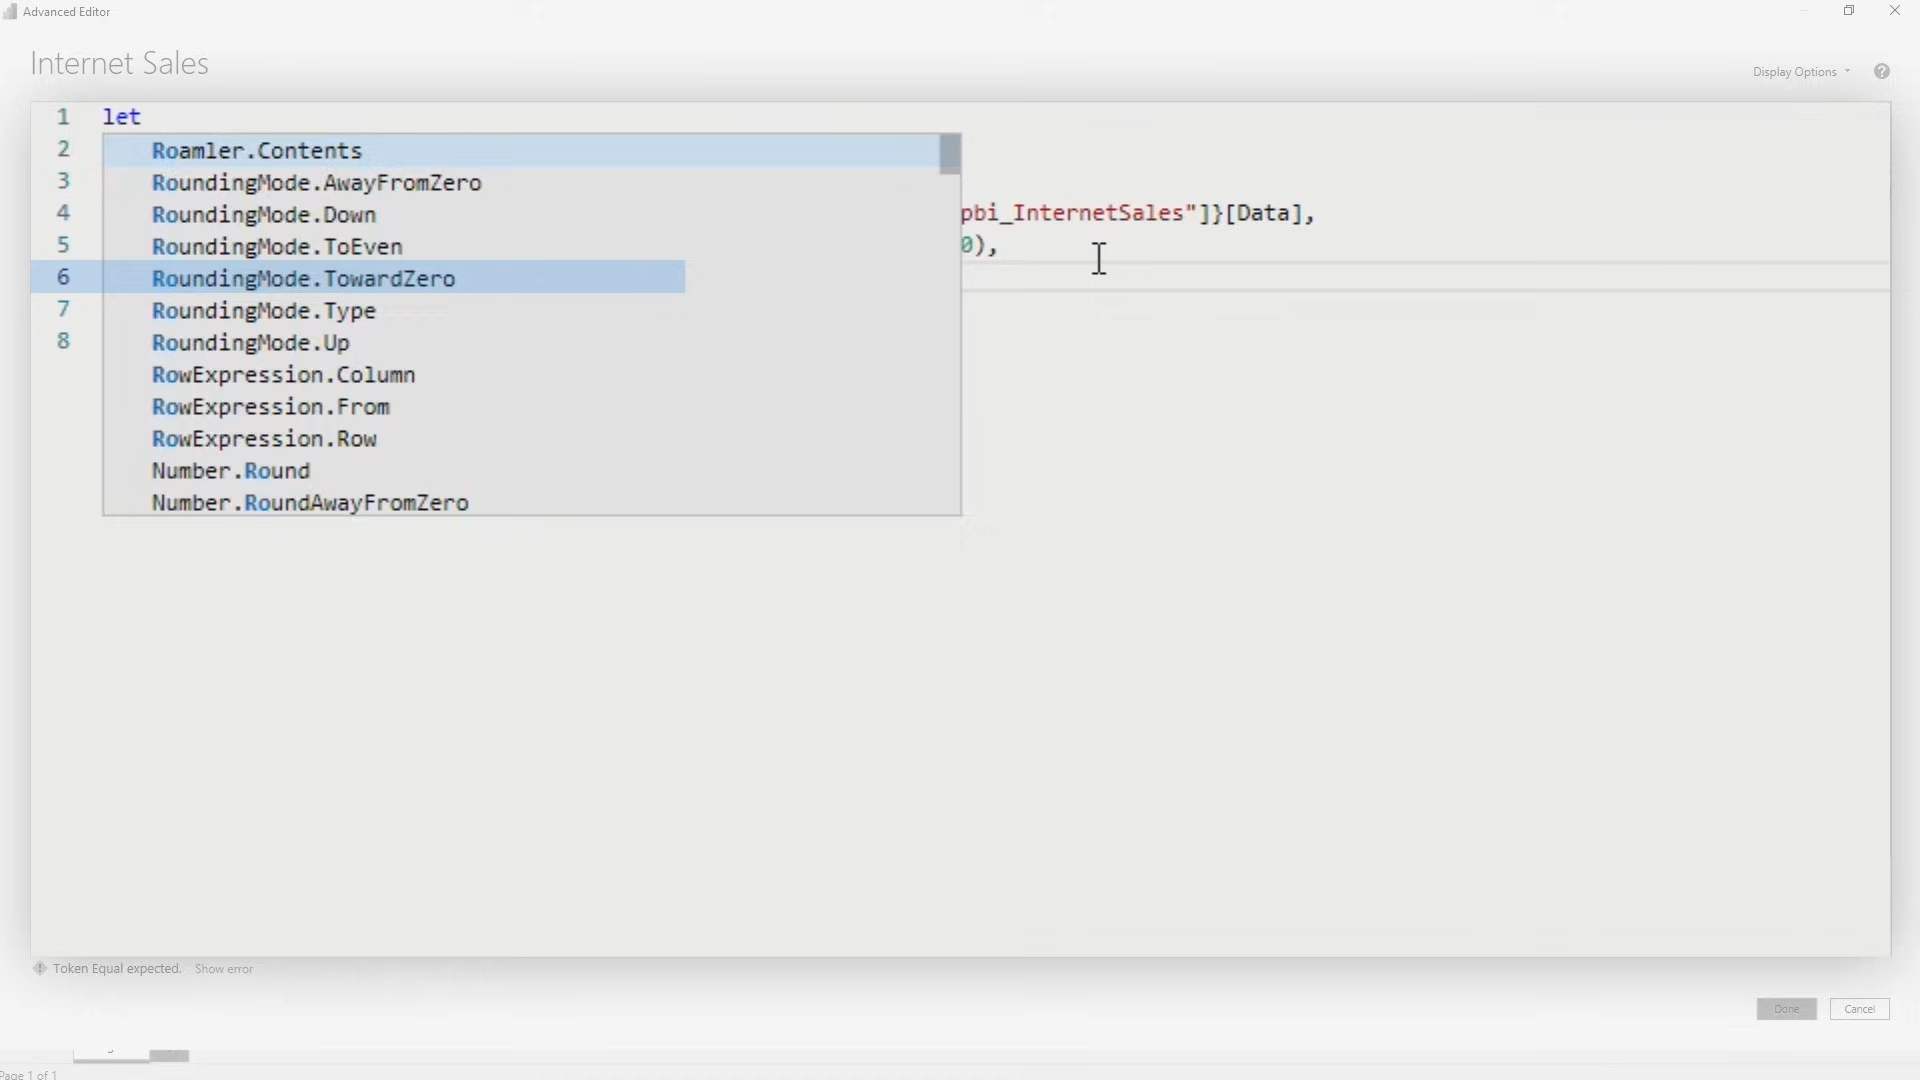 Advanced Editor
Internet Sales
Display Options
1 let
2 Roamler.Contents
3 RoundingMode.AwayFromZero
4 RoundingMode.Down pbi_InternetSales"]}[Data],
5 RoundingMode.ToEven 0),
6 RoundingMode.TowardZero
7 RoundingMode.Type
8 RoundingMode.Up
RowExpression.Column
RowExpression.From
RowExpression.Row
Number.Round
Number.RoundAwayFromZero
Token Equal expected. Show error
Done Cancel
Page 1 of 1